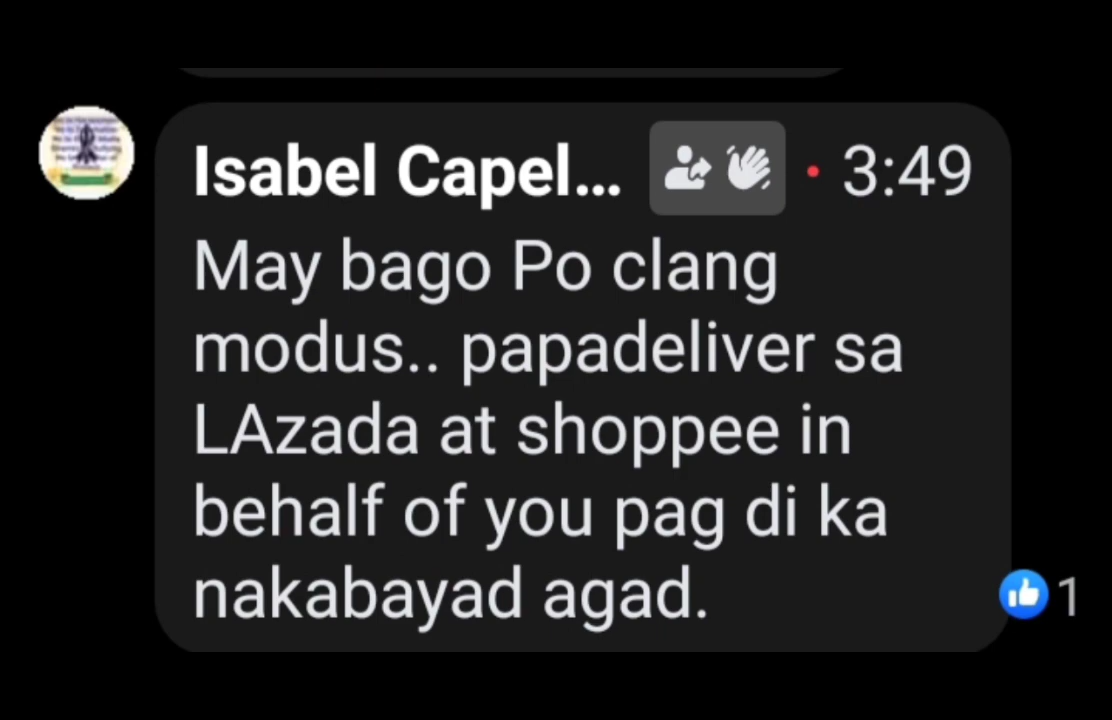 Isabel Capel... • 3:49
May bago Po clang
modus.. papadeliver sa
LAzada at shoppee in
behalf of you pag di ka
nakabayad agad.
1